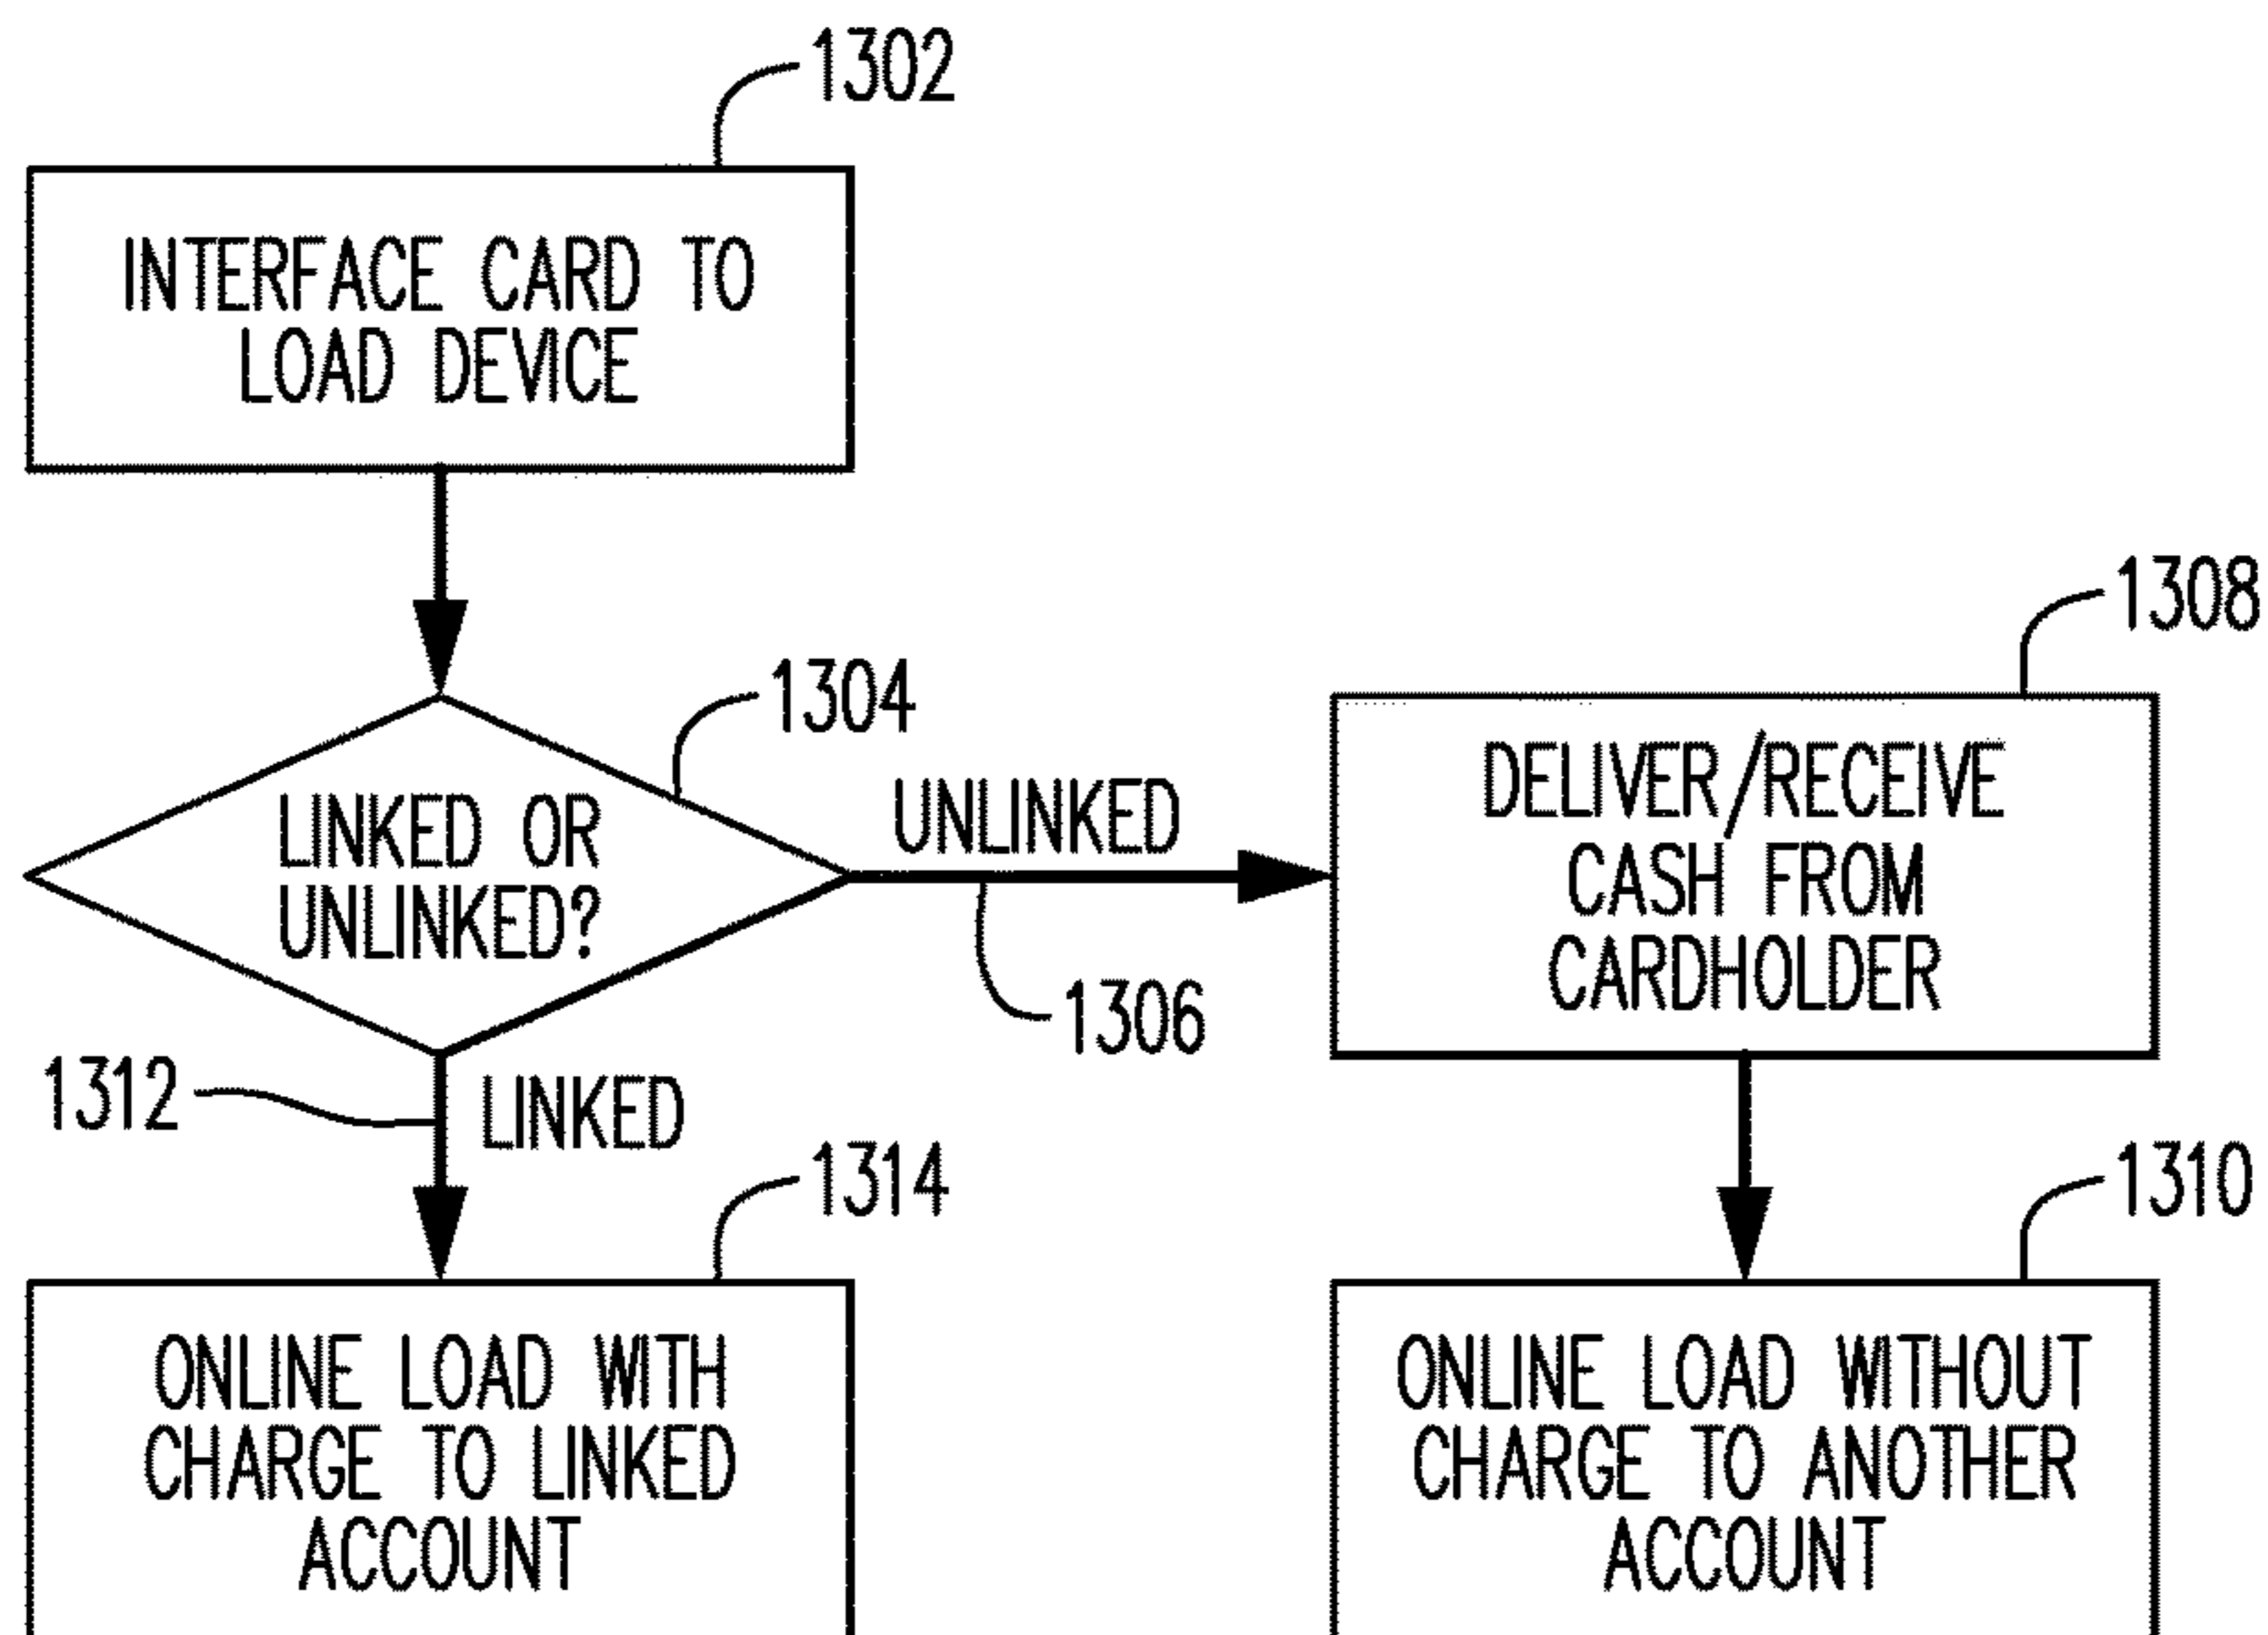 1302
INTERFACE CARD TO
LOAD DEVICE
1304
LINKED OR
UNLINKED?
UNLINKED
1306
1308
DELIVER/RECEIVE
CASH FROM
CARDHOLDER
1312
LINKED
1314
ONLINE LOAD WITH
CHARGE TO LINKED
ACCOUNT
1310
ONLINE LOAD WITHOUT
CHARGE TO ANOTHER
ACCOUNT